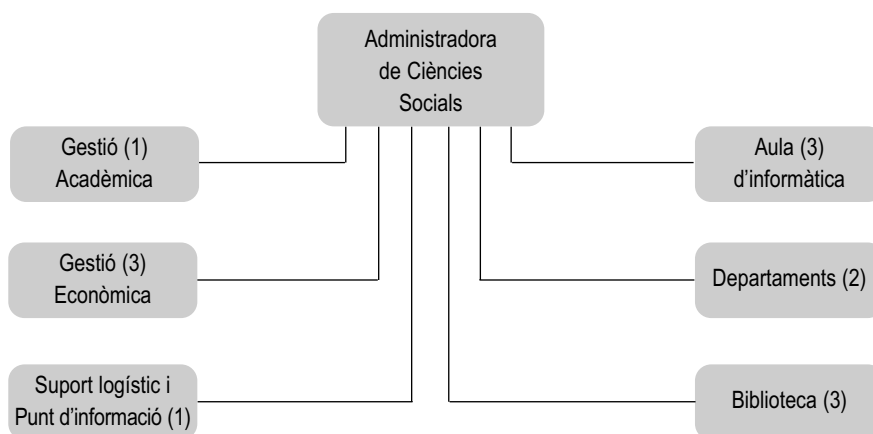 Administradora
de Ciències
Socials
Gestió (1)
Acadèmica
Aula (3)
d’informàtica
Gestió (3)
Econòmica
Departaments (2)
Suport logístic i
Punt d’informació (1)
Biblioteca (3)